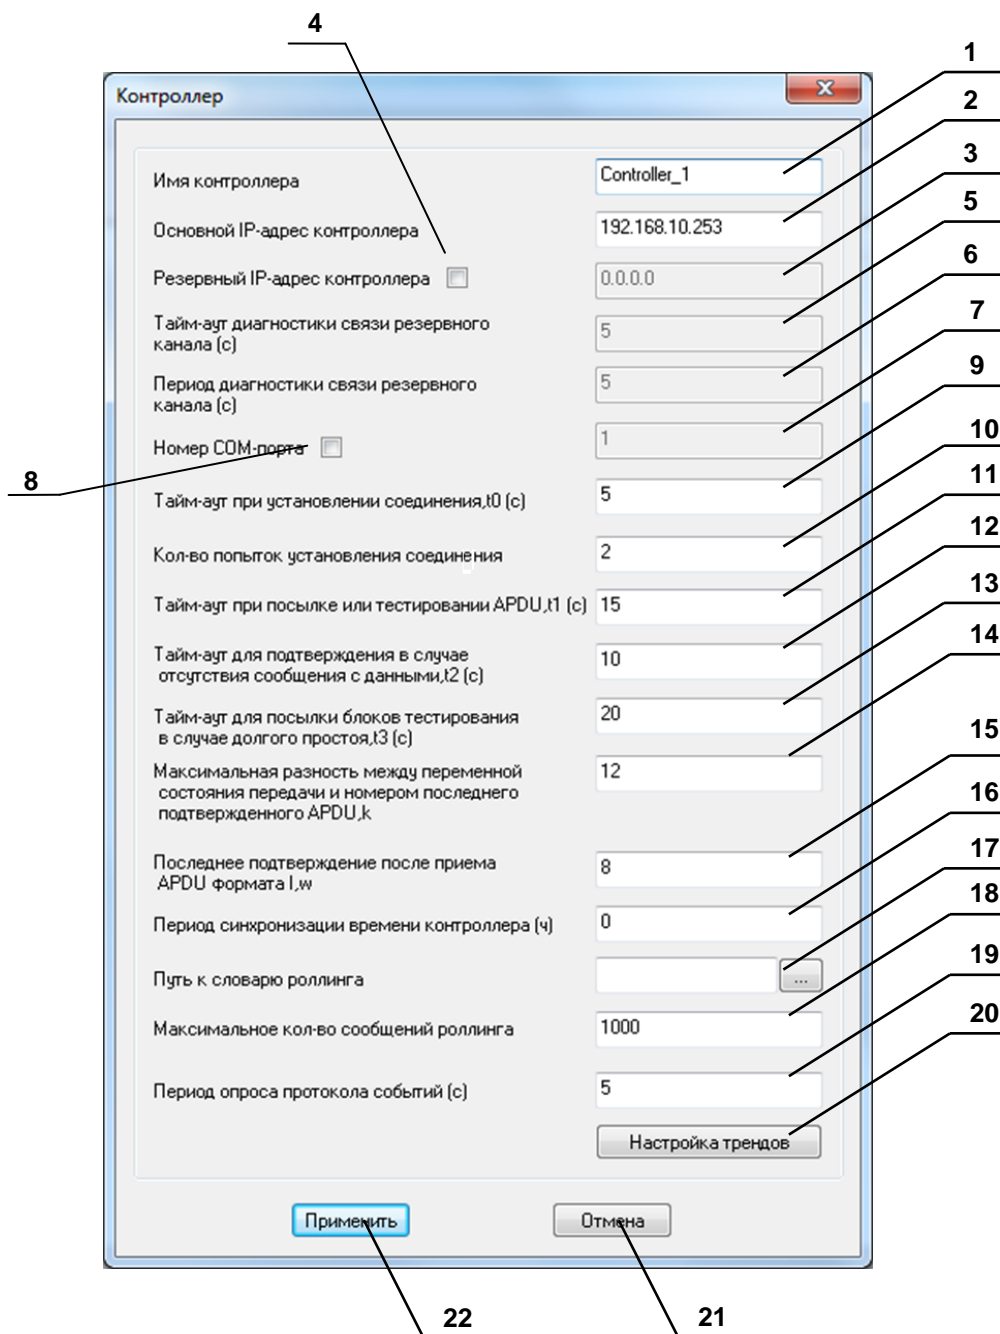 4
1
Контроллер
2
Имя контроллера
Controller_1
3
Основной IP-адрес контроллера
192.168.10.253
5
Резервный IP-адрес контроллера
0.0.0.0
6
Тайм-аут диагностики связи резервного
канала (с)
5
7
Период диагностики связи резервного
канала (с)
5
9
Номер COM-порта
1
10
8
Тайм-аут при установлении соединения,t0 (с)
5
11
Кол-во попыток установления соединения
2
12
Тайм-аут при посылке или тестировании APDU,t1 (с)
15
13
Тайм-аут для подтверждения в случае
отсутствия сообщения с данными,t2 (с)
10
14
Тайм-аут для посылки блоков тестирования
в случае долгого простоя,t3 (с)
20
15
Максимальная разность между переменной
состояния передачи и номером последнего
подтвержденного APDU,k
12
16
Последнее подтверждение после приема
APDU формата I,w
8
17
Период синхронизации времени контроллера (ч)
0
18
Путь к словарю роллинга
...
19
Максимальное кол-во сообщений роллинга
1000
20
Период опроса протокола событий (с)
5
Настройка трендов
Применить
Отмена
22
21